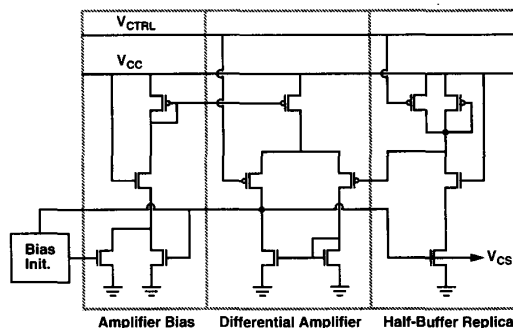 VCTRL
VCC
Bias
Init.
VCS
Amplifier Bias
Differential Amplifier
Half-Buffer Replica